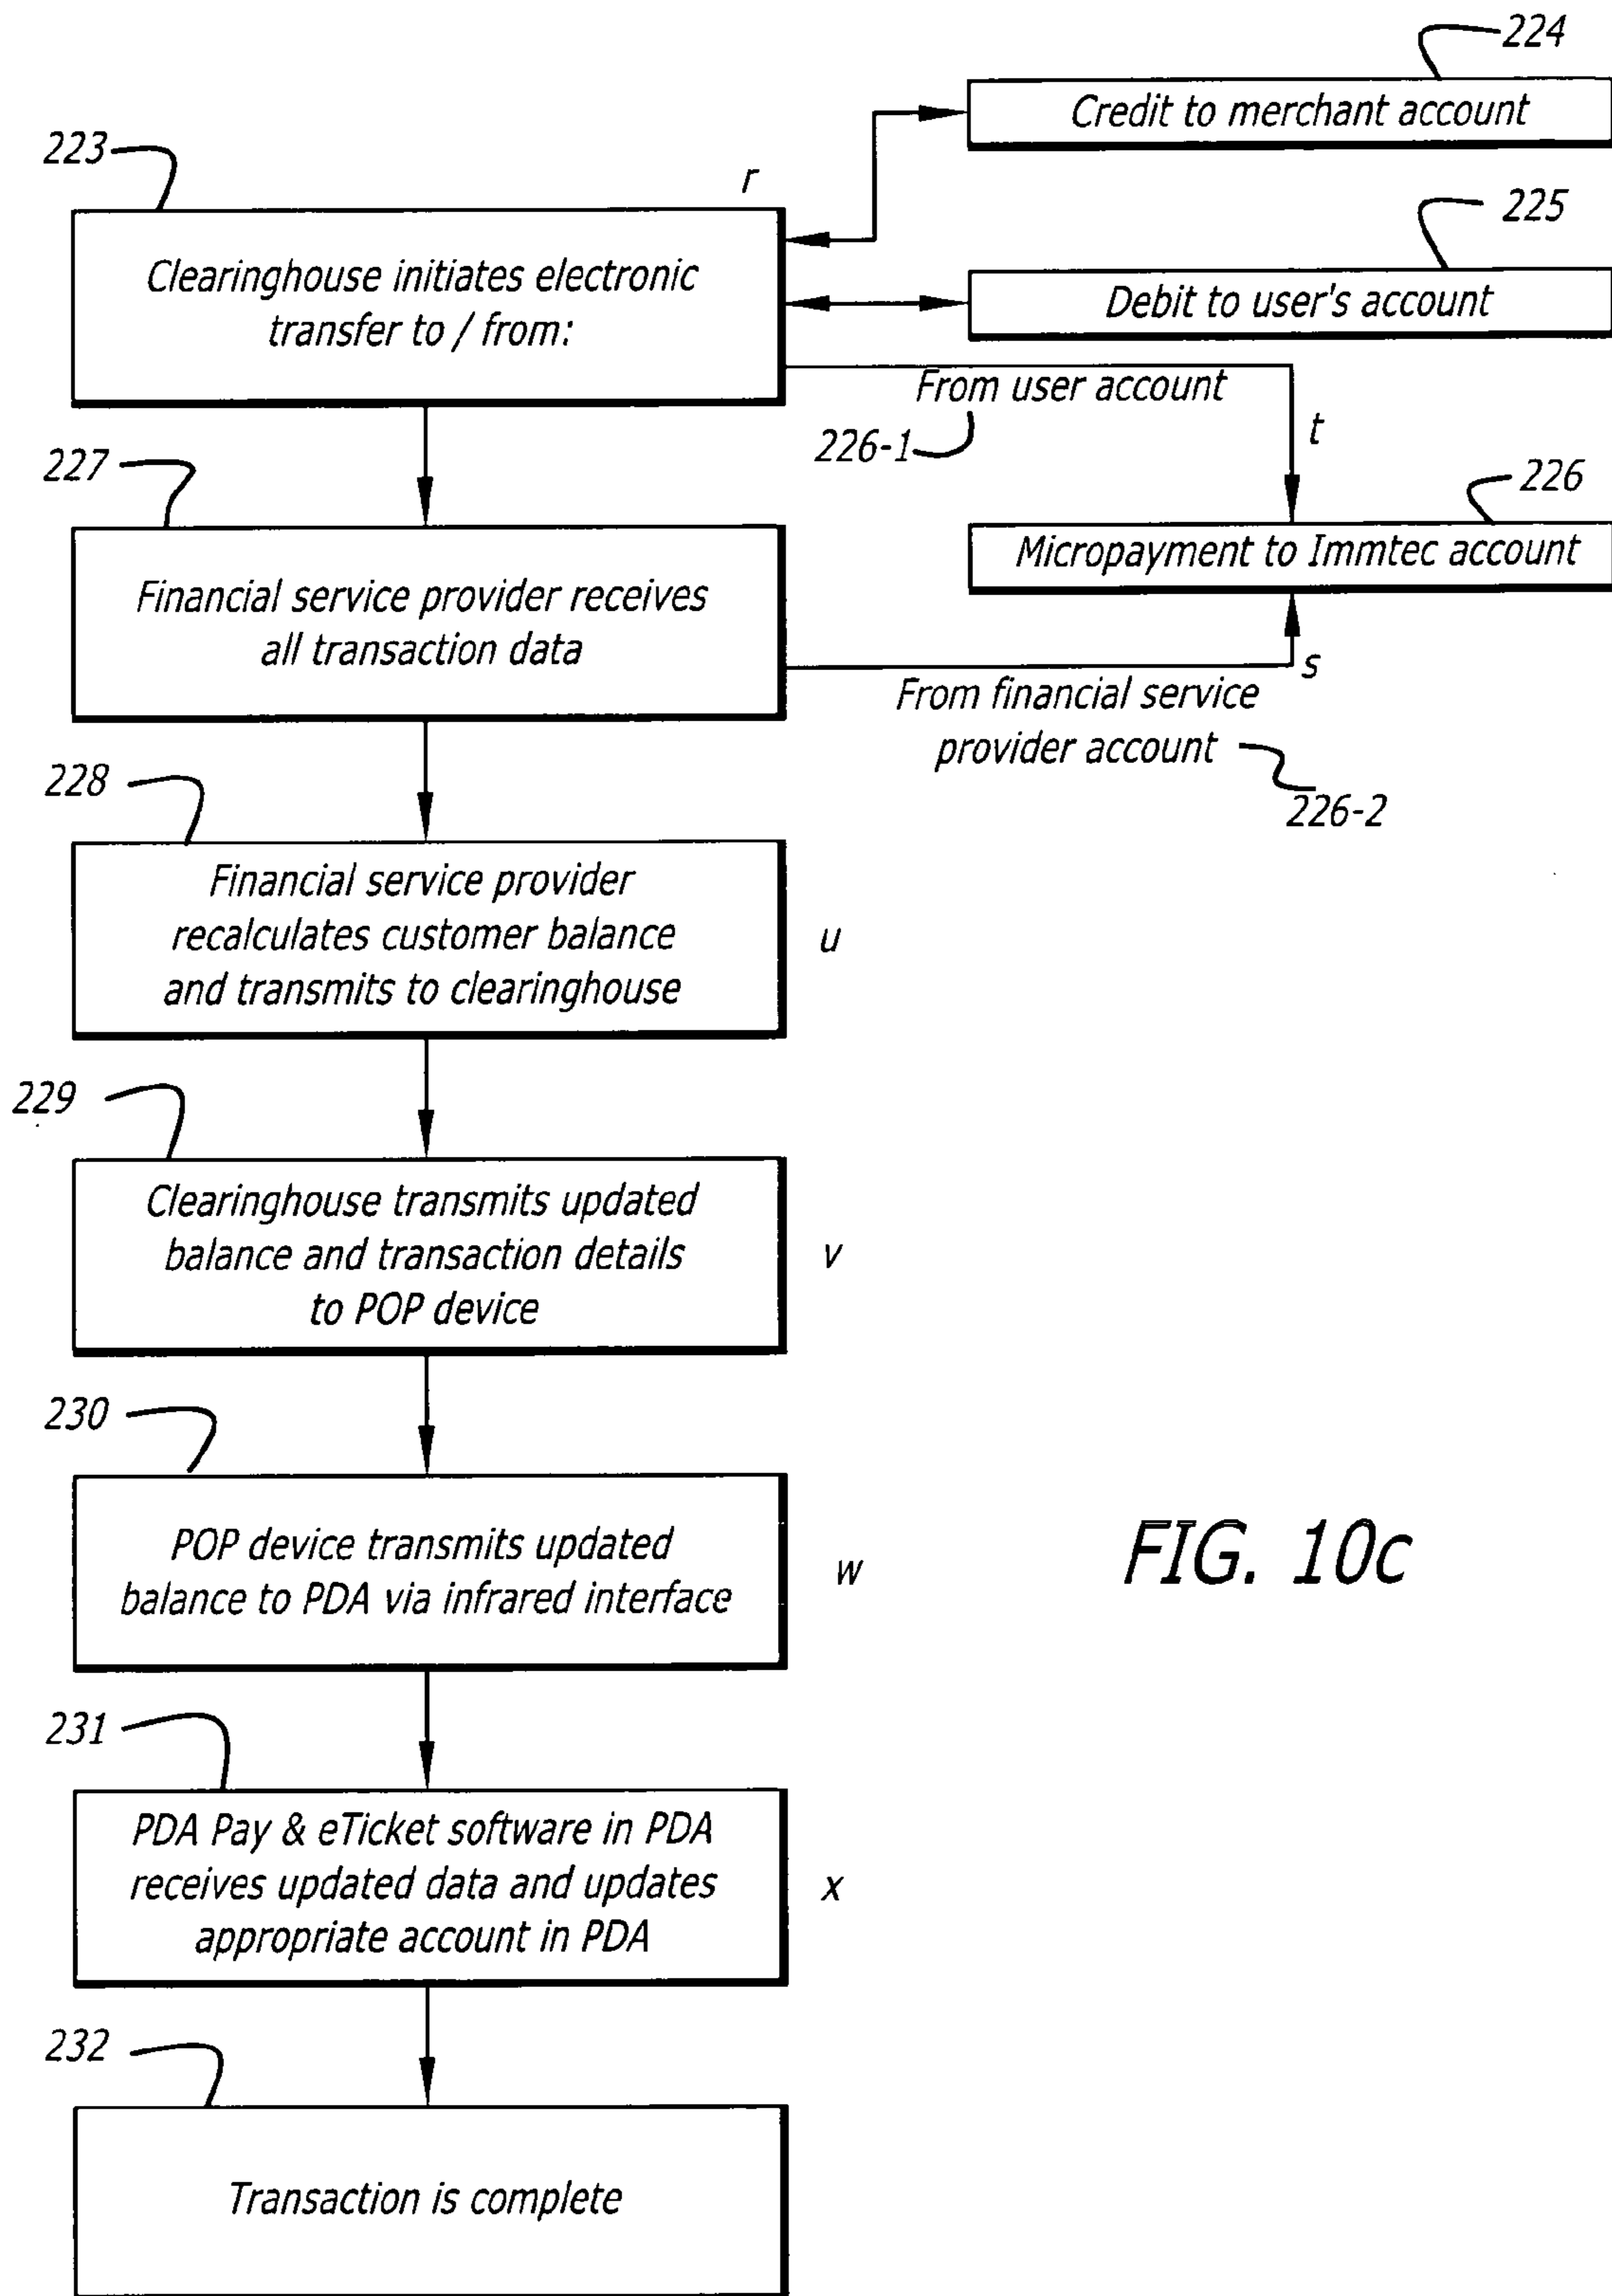 224
Credit to merchant account
223
r
225
Clearinghouse initiates electronic
transfer to / from:
Debit to user's account
From user account
226-1
t
227
226
Micropayment to Immtec account
Financial service provider receives
all transaction data
s
From financial service
provider account
226-2
228
Financial service provider
recalculates customer balance
and transmits to clearinghouse
u
229
Clearinghouse transmits updated
balance and transaction details
to POP device
v
230
POP device transmits updated
balance to PDA via infrared interface
w
FIG. 10c
231
PDA Pay & eTicket software in PDA
receives updated data and updates
appropriate account in PDA
x
232
Transaction is complete